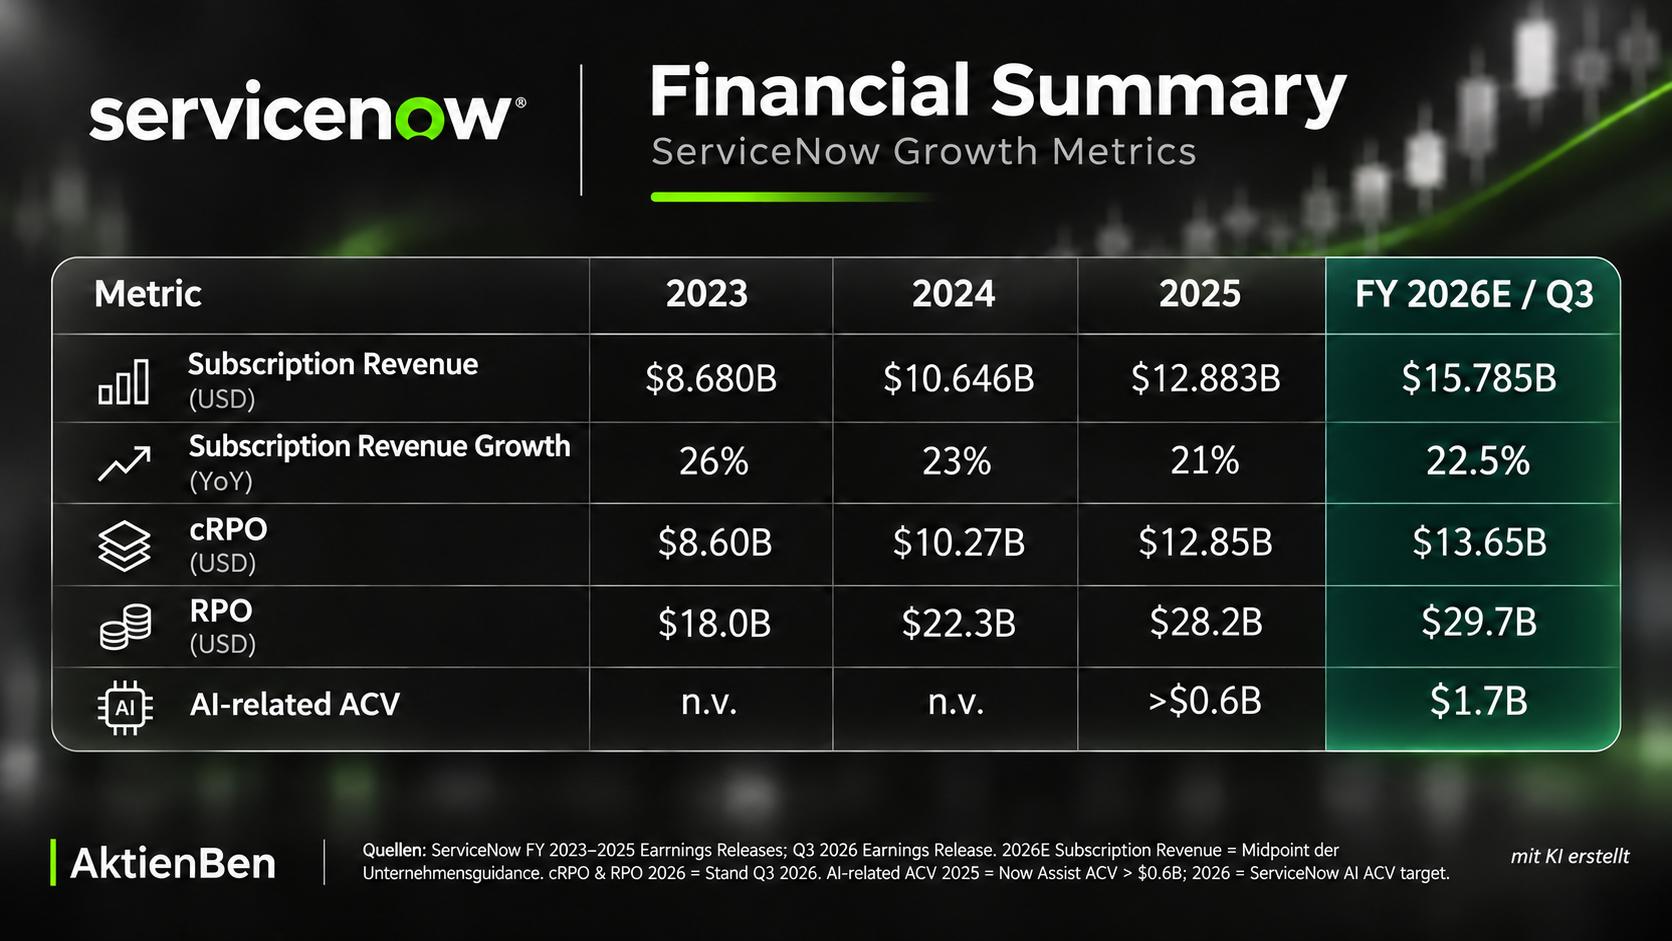 servicenow®
Financial Summary
ServiceNow Growth Metrics
Metric 2023 2024 2025 FY 2026E / Q3
Subscription Revenue
(USD)
$8.680B $10.646B $12.883B $15.785B
Subscription Revenue Growth
(YoY)
26% 23% 21% 22.5%
cRPO
(USD)
$8.60B $10.27B $12.85B $13.65B
RPO
(USD)
$18.0B $22.3B $28.2B $29.7B
AI
AI-related ACV n.v. n.v. >$0.6B $1.7B
AktienBen
Quellen: ServiceNow FY 2023–2025 Earrnings Releases; Q3 2026 Earnings Release. 2026E Subscription Revenue = Midpoint der
Unternehmensguidance. cRPO & RPO 2026 = Stand Q3 2026. AI-related ACV 2025 = Now Assist ACV > $0.6B; 2026 = ServiceNow AI ACV target.
mit KI erstellt